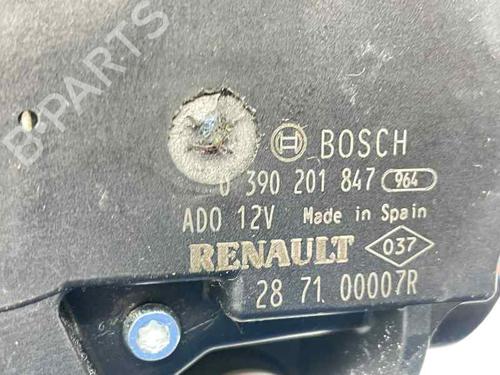 B-PARTS
BOSCH
0 390 201 847 964
ADO 12V Made in Spain
RENAULT 037
28 71 00007R